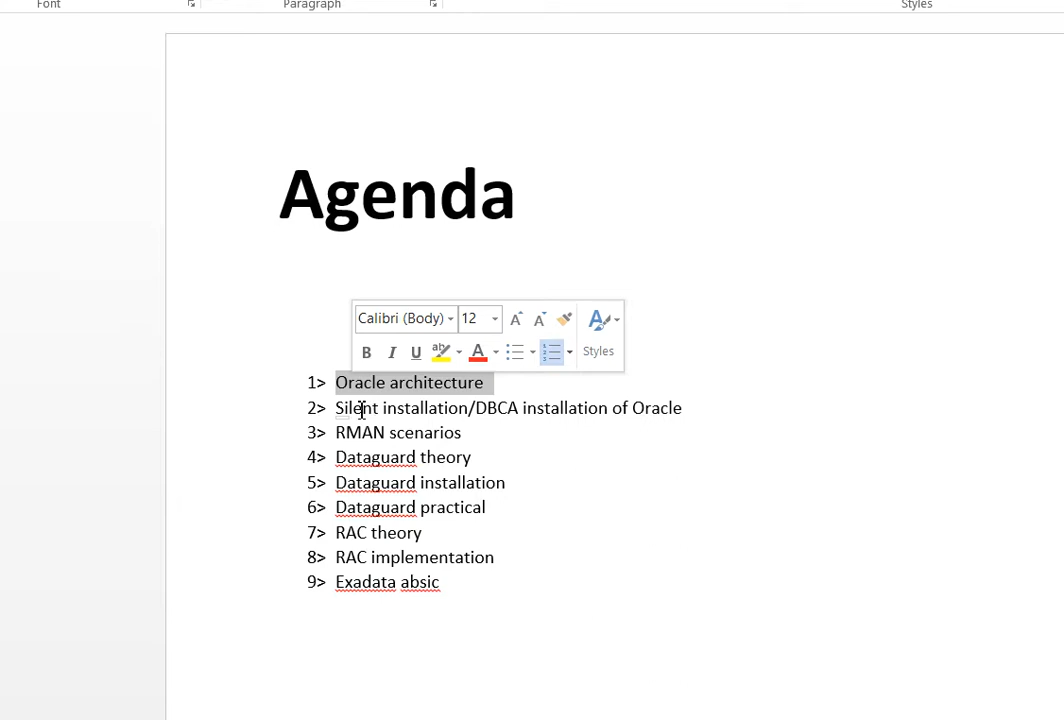 Font Paragraph Styles
Agenda
Calibri (Body) 12
B I U ab A Styles
1> Oracle architecture
2> Silent installation/DBCA installation of Oracle
3> RMAN scenarios
4> Dataguard theory
5> Dataguard installation
6> Dataguard practical
7> RAC theory
8> RAC implementation
9> Exadata absic